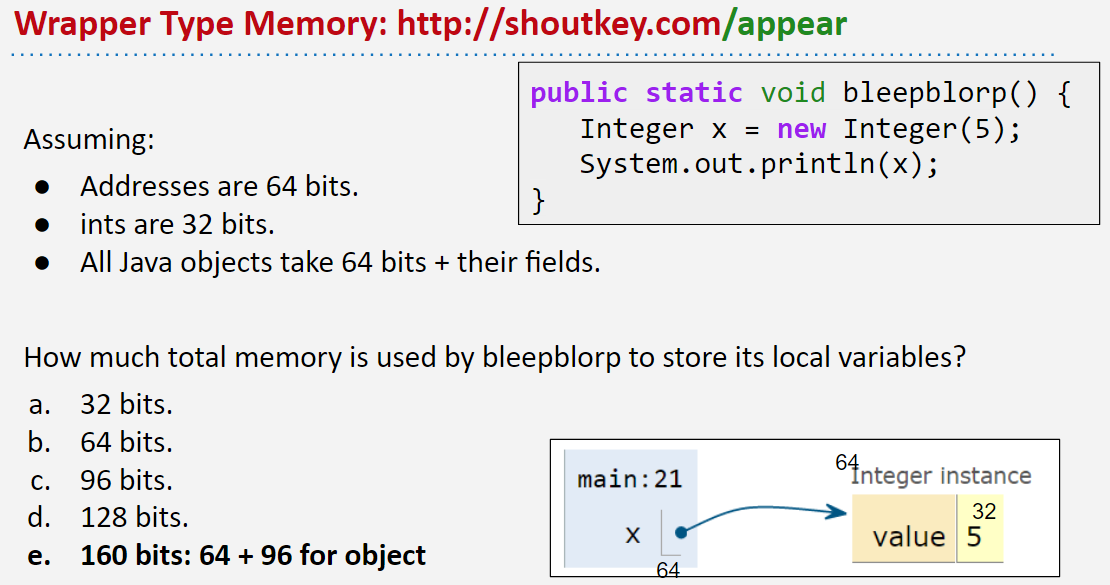 Wrapper Type Memory: http://shoutkey.com/appear
public static void bleepblorp() {
Integer x = new Integer(5);
System.out.println(x);
}
Assuming:
● Addresses are 64 bits.
● ints are 32 bits.
● All Java objects take 64 bits + their fields.
How much total memory is used by bleepblorp to store its local variables?
a. 32 bits.
b. 64 bits.
c. 96 bits.
d. 128 bits.
e. 160 bits: 64 + 96 for object
main:21
x
64
64
Integer instance
32
value 5